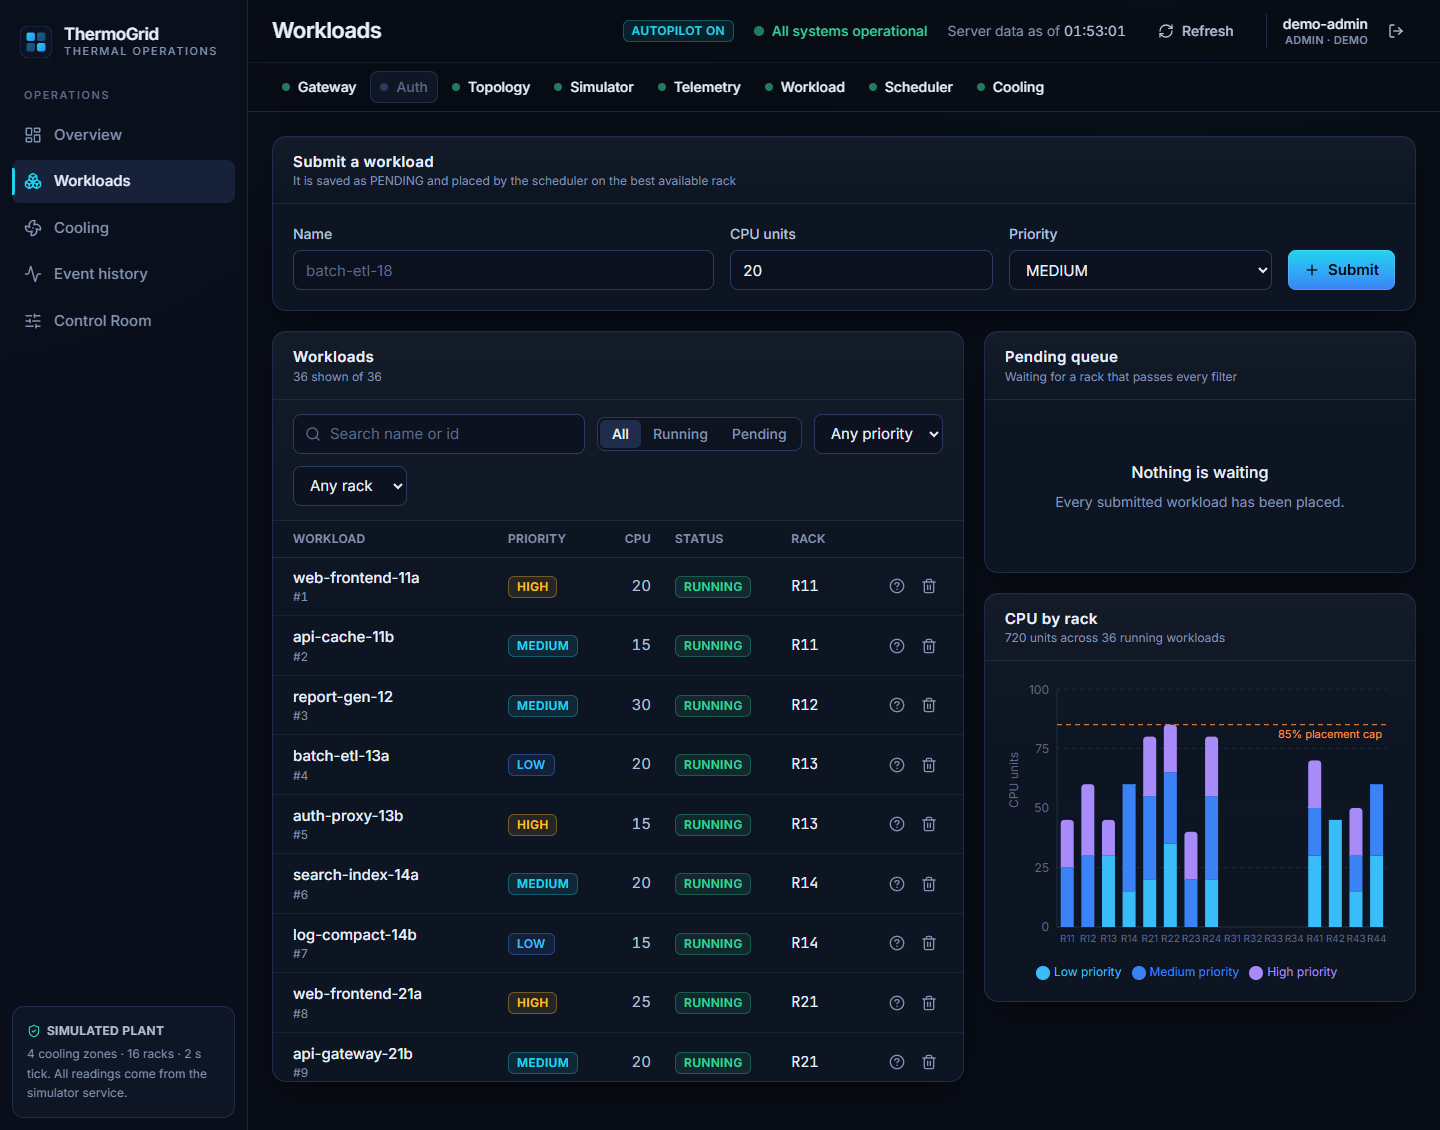 ThermoGrid
THERMAL OPERATIONS
OPERATIONS
Overview
Workloads
Cooling
Event history
Control Room
SIMULATED PLANT
4 cooling zones · 16 racks · 2 s
tick. All readings come from the
simulator service.
Workloads
AUTOPILOT ON
All systems operational
Server data as of 01:53:01
Refresh
demo-admin
ADMIN · DEMO
Gateway
Auth
Topology
Simulator
Telemetry
Workload
Scheduler
Cooling
Submit a workload
It is saved as PENDING and placed by the scheduler on the best available rack
Name
CPU units
Priority
batch-etl-18
20
MEDIUM
+ Submit
Workloads
36 shown of 36
Search name or id
All
Running
Pending
Any priority
Any rack
WORKLOAD PRIORITY CPU STATUS RACK
web-frontend-11a HIGH 20 RUNNING R11
#1
api-cache-11b MEDIUM 15 RUNNING R11
#2
report-gen-12 MEDIUM 30 RUNNING R12
#3
batch-etl-13a LOW 20 RUNNING R13
#4
auth-proxy-13b HIGH 15 RUNNING R13
#5
search-index-14a MEDIUM 20 RUNNING R14
#6
log-compact-14b LOW 15 RUNNING R14
#7
web-frontend-21a HIGH 25 RUNNING R21
#8
api-gateway-21b MEDIUM 20 RUNNING R21
#9
Pending queue
Waiting for a rack that passes every filter
Nothing is waiting
Every submitted workload has been placed.
CPU by rack
720 units across 36 running workloads
CPU units
100
85% placement cap
75
50
25
0
R11 R12 R13 R14 R21 R22 R23 R24 R31 R32 R33 R34 R41 R42 R43 R44
Low priority Medium priority High priority